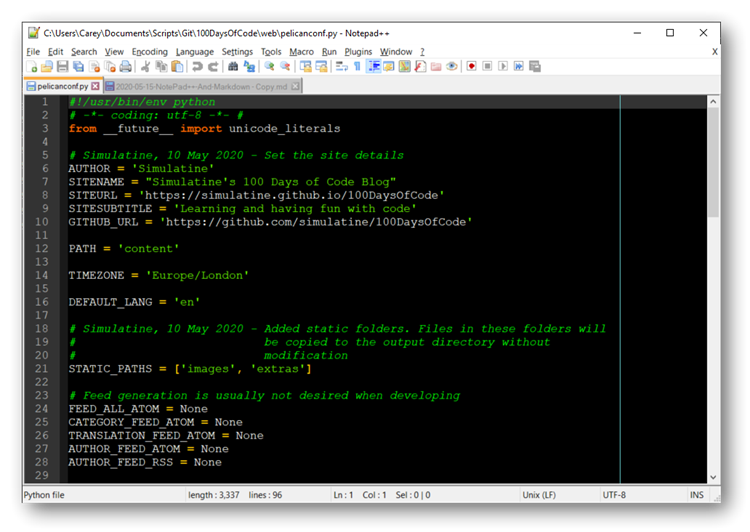 C:\Users\Carey\Documents\Scripts\Git\100DaysOfCode\web\pelicanconf.py - Notepad++
File Edit Search View Encoding Language Settings Tools Macro Run Plugins Window ? X
pelicanconf.py 2020-05-15-NotePad++-And-Markdown - Copy.md
1 #!/usr/bin/env python
2 # -*- coding: utf-8 -*- #
3 from __future__ import unicode_literals
4
5 # Simulatine, 10 May 2020 - Set the site details
6 AUTHOR = 'Simulatine'
7 SITENAME = "Simulatine's 100 Days of Code Blog"
8 SITEURL = 'https://simulatine.github.io/100DaysOfCode'
9 SITESUBTITLE = 'Learning and having fun with code'
10 GITHUB_URL = 'https://github.com/simulatine/100DaysOfCode'
11
12 PATH = 'content'
13
14 TIMEZONE = 'Europe/London'
15
16 DEFAULT_LANG = 'en'
17
18 # Simulatine, 10 May 2020 - Added static folders. Files in these folders will
19 # be copied to the output directory without
20 # modification
21 STATIC_PATHS = ['images', 'extras']
22
23 # Feed generation is usually not desired when developing
24 FEED_ALL_ATOM = None
25 CATEGORY_FEED_ATOM = None
26 TRANSLATION_FEED_ATOM = None
27 AUTHOR_FEED_ATOM = None
28 AUTHOR_FEED_RSS = None
29
Python file length : 3,337 lines : 96 Ln : 1 Col : 1 Sel : 0 | 0 Unix (LF) UTF-8 INS